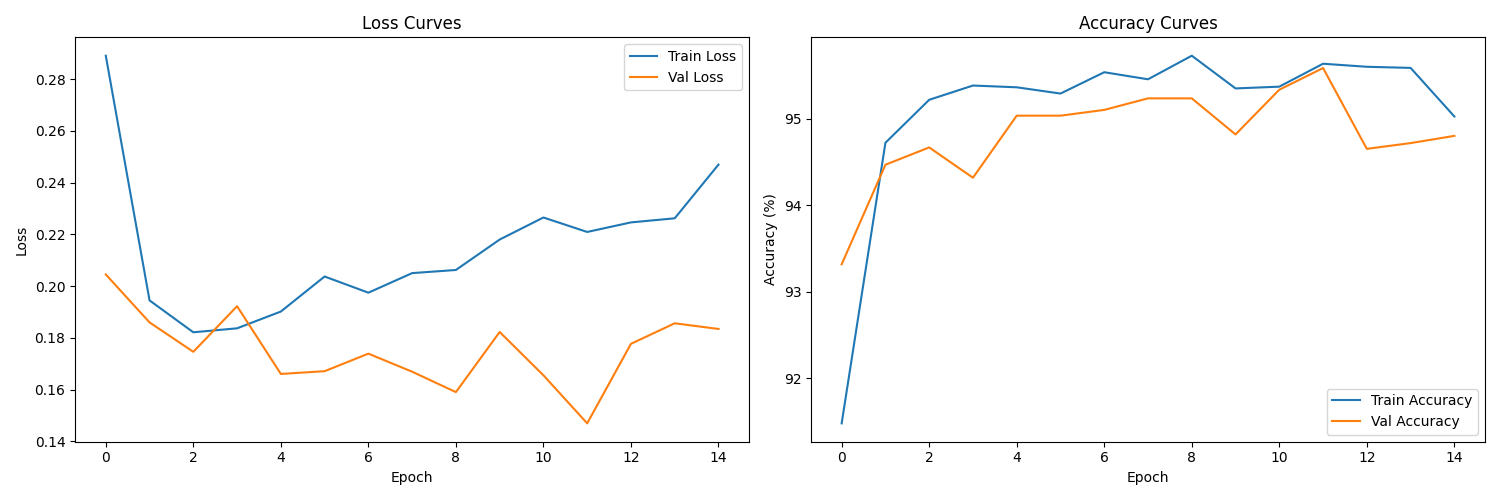 Loss Curves
Train Loss
Val Loss
0.28
0.26
0.24
0.22
0.20
0.18
0.16
0.14
0 2 4 6 8 10 12 14
Epoch
Loss
Accuracy Curves
95
94
93
92
Train Accuracy
Val Accuracy
0 2 4 6 8 10 12 14
Epoch
Accuracy (%)